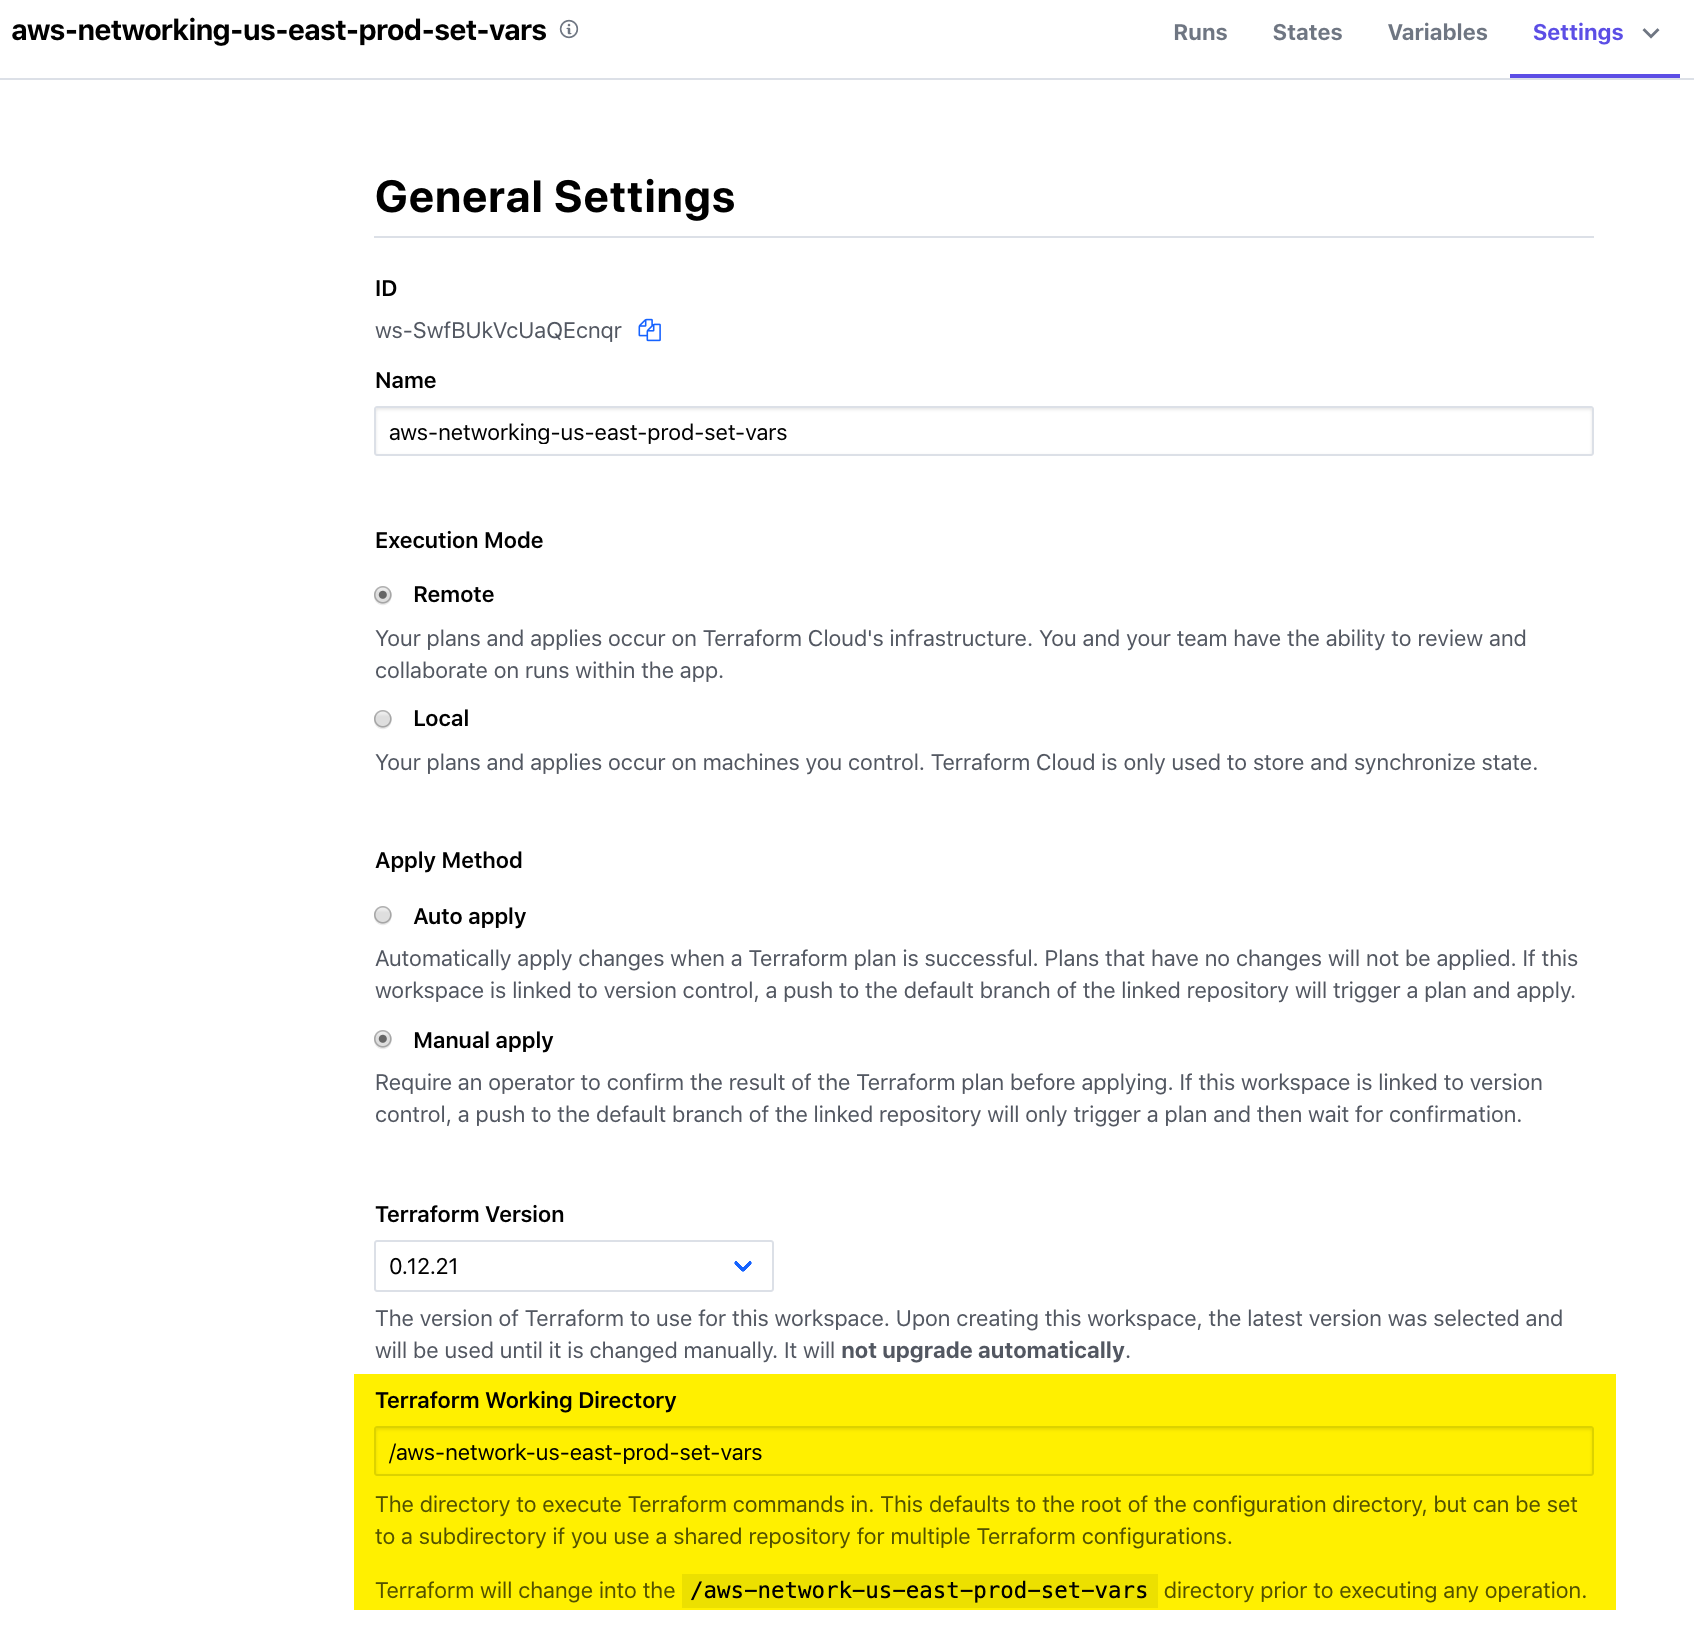 aws-networking-us-east-prod-set-vars
Runs
States
Variables
Settings
General Settings
ID
ws-SwfBUkVcUaQEcnqr
Name
aws-networking-us-east-prod-set-vars
Execution Mode
Remote
Your plans and applies occur on Terraform Cloud's infrastructure. You and your team have the ability to review and
collaborate on runs within the app.
Local
Your plans and applies occur on machines you control. Terraform Cloud is only used to store and synchronize state.
Apply Method
Auto apply
Automatically apply changes when a Terraform plan is successful. Plans that have no changes will not be applied. If this
workspace is linked to version control, a push to the default branch of the linked repository will trigger a plan and apply.
Manual apply
Require an operator to confirm the result of the Terraform plan before applying. If this workspace is linked to version
control, a push to the default branch of the linked repository will only trigger a plan and then wait for confirmation.
Terraform Version
0.12.21
The version of Terraform to use for this workspace. Upon creating this workspace, the latest version was selected and
will be used until it is changed manually. It will not upgrade automatically.
Terraform Working Directory
/aws-network-us-east-prod-set-vars
The directory to execute Terraform commands in. This defaults to the root of the configuration directory, but can be set
to a subdirectory if you use a shared repository for multiple Terraform configurations.
Terraform will change into the /aws-network-us-east-prod-set-vars directory prior to executing any operation.